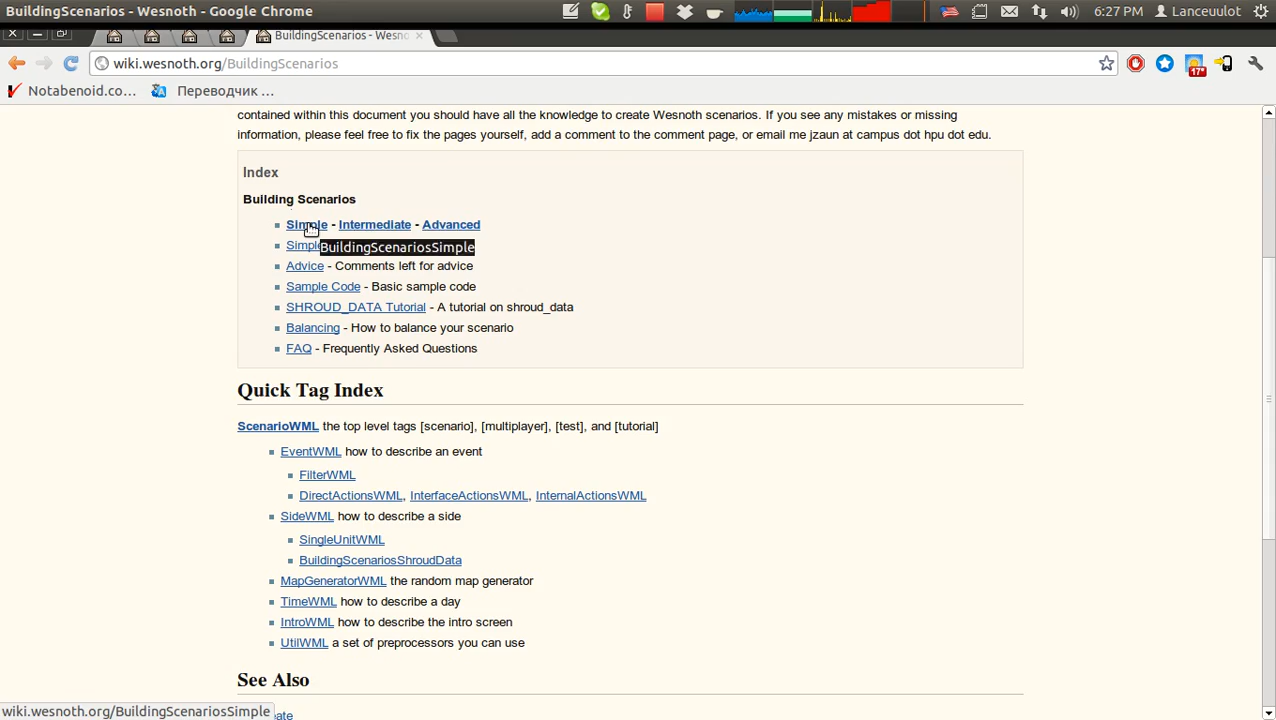 BuildingScenarios - Wesnoth - Google Chrome
6:27 PM
Lanceuulot
BuildingScenarios - Wesno
wiki.wesnoth.org/BuildingScenarios
17°
Notabenoid.co...
Переводчик ...
contained within this document you should have all the knowledge to create Wesnoth scenarios. If you see any mistakes or missing
information, please feel free to fix the pages yourself, add a comment to the comment page, or email me jzaun at campus dot hpu dot edu.
Index
Building Scenarios
Simple - Intermediate - Advanced
Simple
BuildingScenariosSimple
Advice - Comments left for advice
Sample Code - Basic sample code
SHROUD_DATA Tutorial - A tutorial on shroud_data
Balancing - How to balance your scenario
FAQ - Frequently Asked Questions
Quick Tag Index
ScenarioWML the top level tags [scenario], [multiplayer], [test], and [tutorial]
EventWML how to describe an event
FilterWML
DirectActionsWML, InterfaceActionsWML, InternalActionsWML
SideWML how to describe a side
SingleUnitWML
BuildingScenariosShroudData
MapGeneratorWML the random map generator
TimeWML how to describe a day
IntroWML how to describe the intro screen
UtilWML a set of preprocessors you can use
See Also
wiki.wesnoth.org/BuildingScenariosSimple